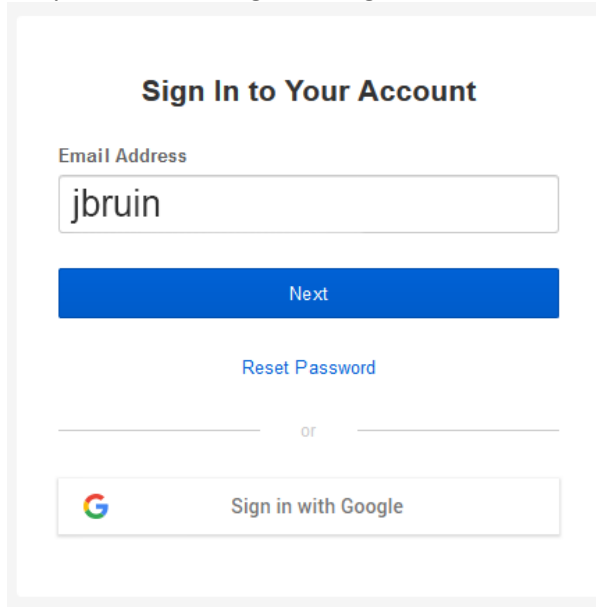 Sign In to Your Account
Email Address
jbruin
Next
Reset Password
or
Sign in with Google